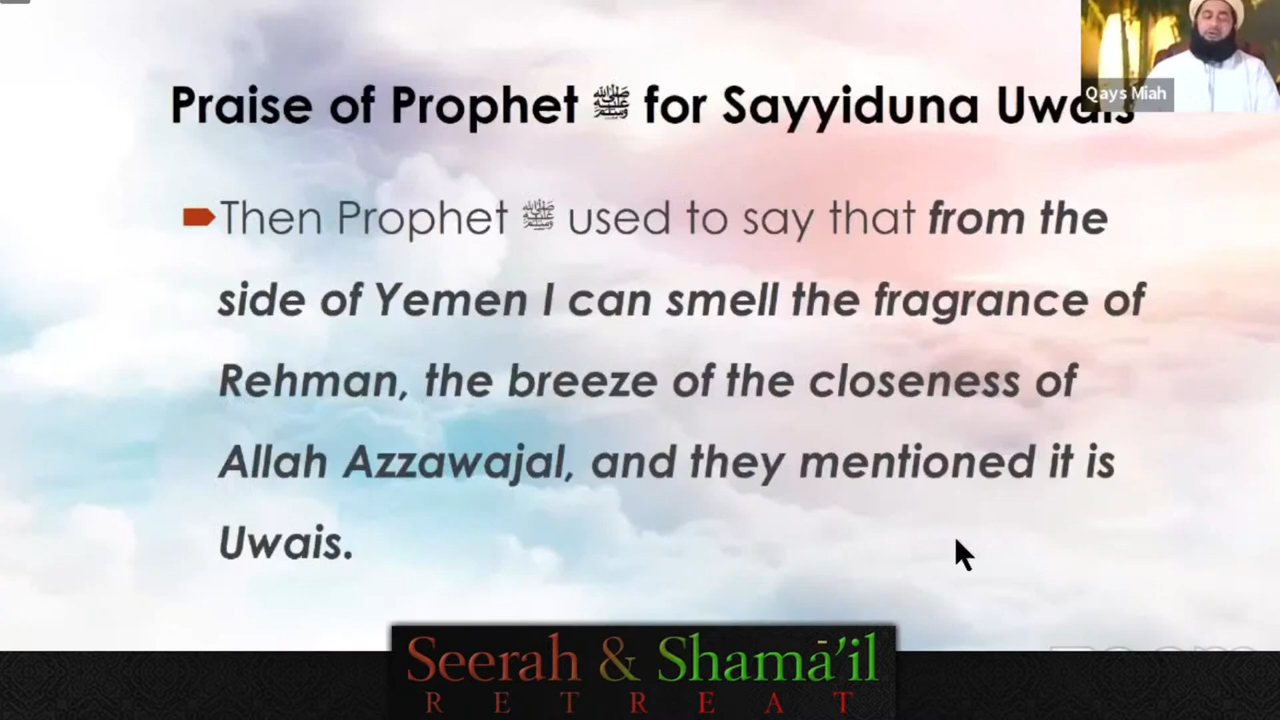 Praise of Prophet ﷺ for Sayyiduna Uwais
Qays Miah
Then Prophet ﷺ used to say that from the
side of Yemen I can smell the fragrance of
Rehman, the breeze of the closeness of
Allah Azzawajal, and they mentioned it is
Uwais.
Seerah & Shamā'il
RETREAT